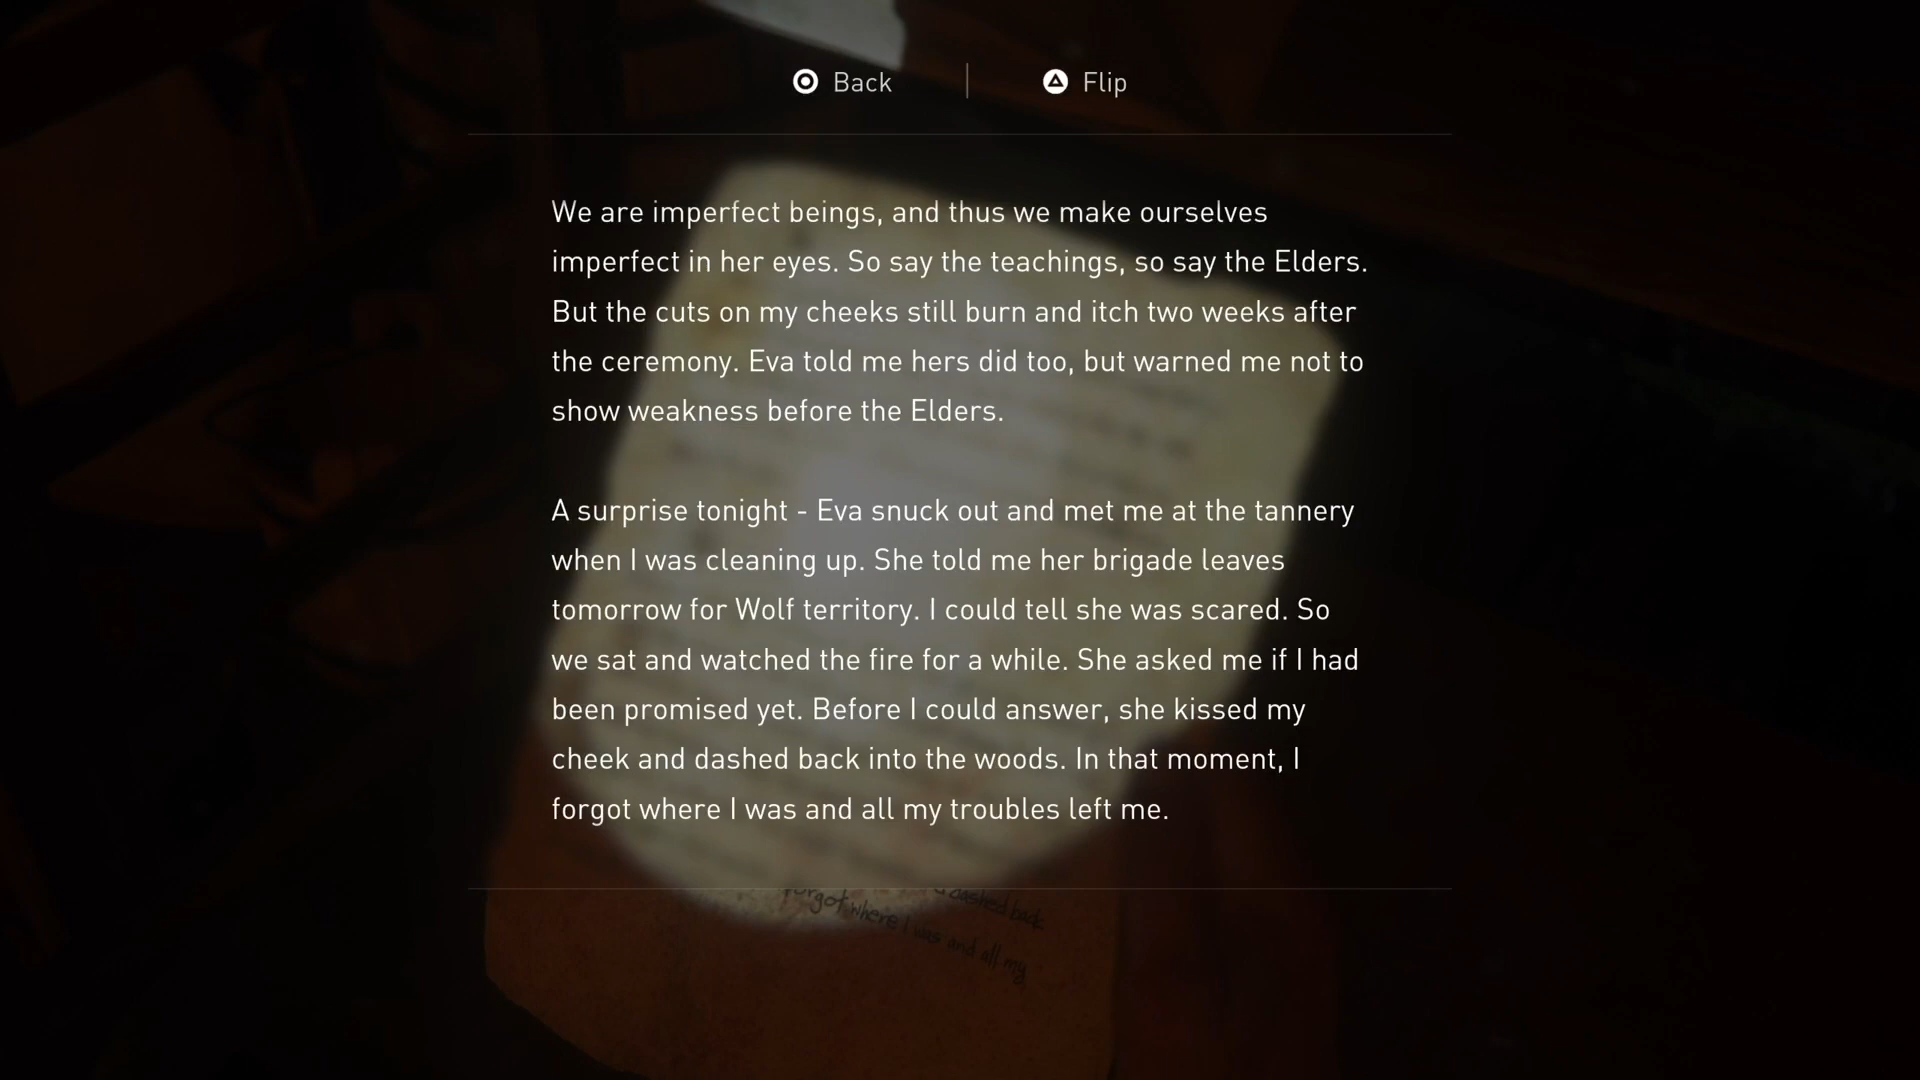 Back
Flip
We are imperfect beings, and thus we make ourselves
imperfect in her eyes. So say the teachings, so say the Elders.
But the cuts on my cheeks still burn and itch two weeks after
the ceremony. Eva told me hers did too, but warned me not to
show weakness before the Elders.
A surprise tonight - Eva snuck out and met me at the tannery
when I was cleaning up. She told me her brigade leaves
tomorrow for Wolf territory. I could tell she was scared. So
we sat and watched the fire for a while. She asked me if I had
been promised yet. Before I could answer, she kissed my
cheek and dashed back into the woods. In that moment, I
forgot where I was and all my troubles left me.
dashed back
forgot where I was and all my